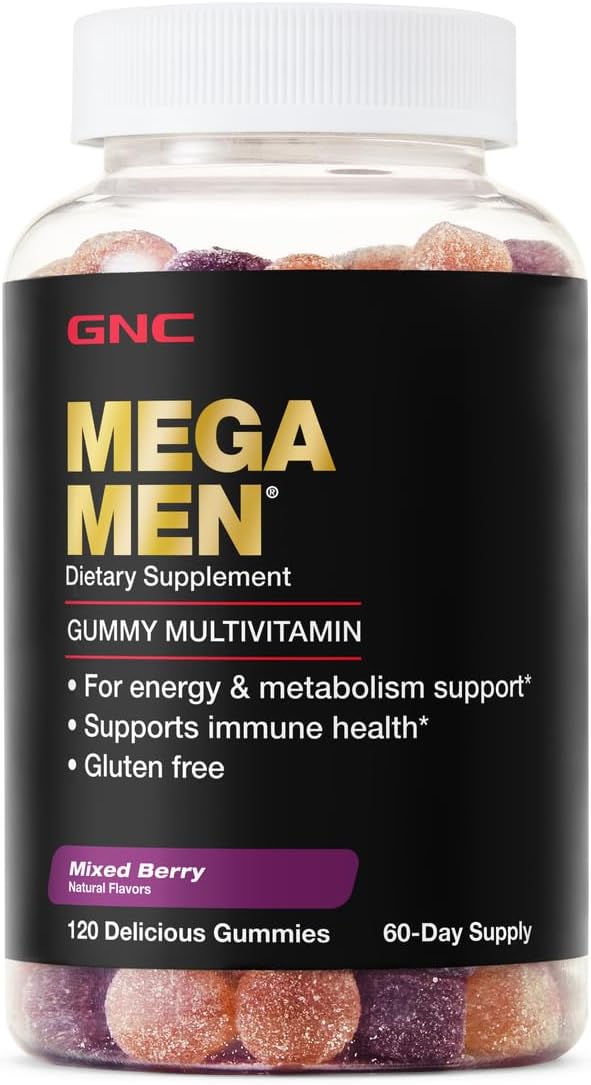 GNC
MEGA
MEN®
Dietary Supplement
GUMMY MULTIVITAMIN
• For energy & metabolism support*
• Supports immune health*
• Gluten free
Mixed Berry
Natural Flavors
120 Delicious Gummies 60-Day Supply